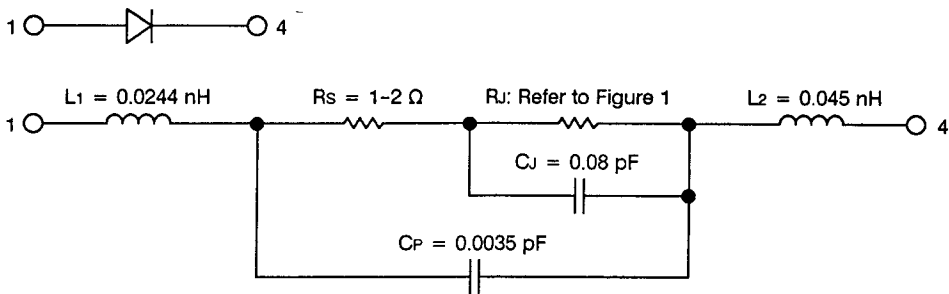 1 4
L1 = 0.0244 nH RS = 1-2 Ω RJ: Refer to Figure 1 L2 = 0.045 nH
1 4
CJ = 0.08 pF
CP = 0.0035 pF